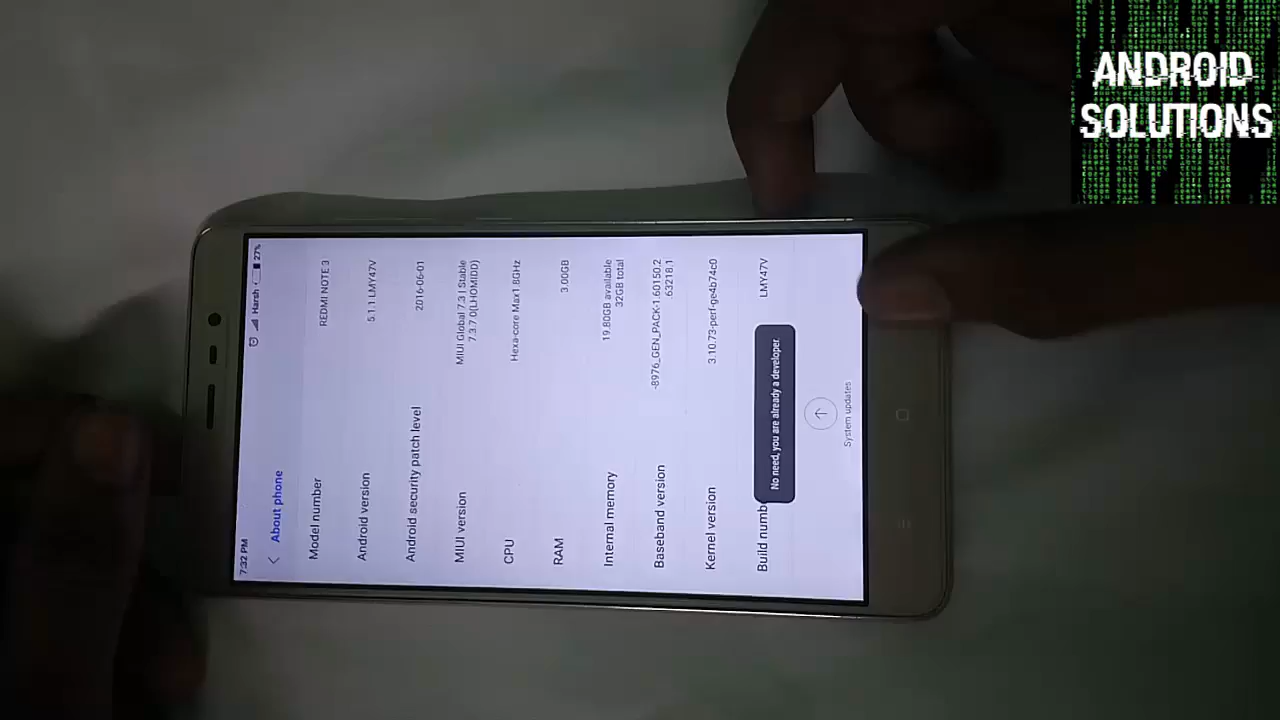 ANDROID
SOLUTIONS
7:32 PM
Harsh
27%
About phone
Model number
REDMI NOTE 3
Android version
5.1.1 LMY47V
Android security patch level
2016-06-01
MIUI version
MIUI Global 7.3 | Stable
7.3.7.0(LHOMIDD)
CPU
Hexa-core Max1.8GHz
RAM
3.00GB
Internal memory
19.80GB available
32GB total
Baseband version
-8976_GEN_PACK-1.60150.2
.63218.1
Kernel version
3.10.73-perf-ge4b74c0
Build numb
LMY47V
No need, you are already a developer.
System updates